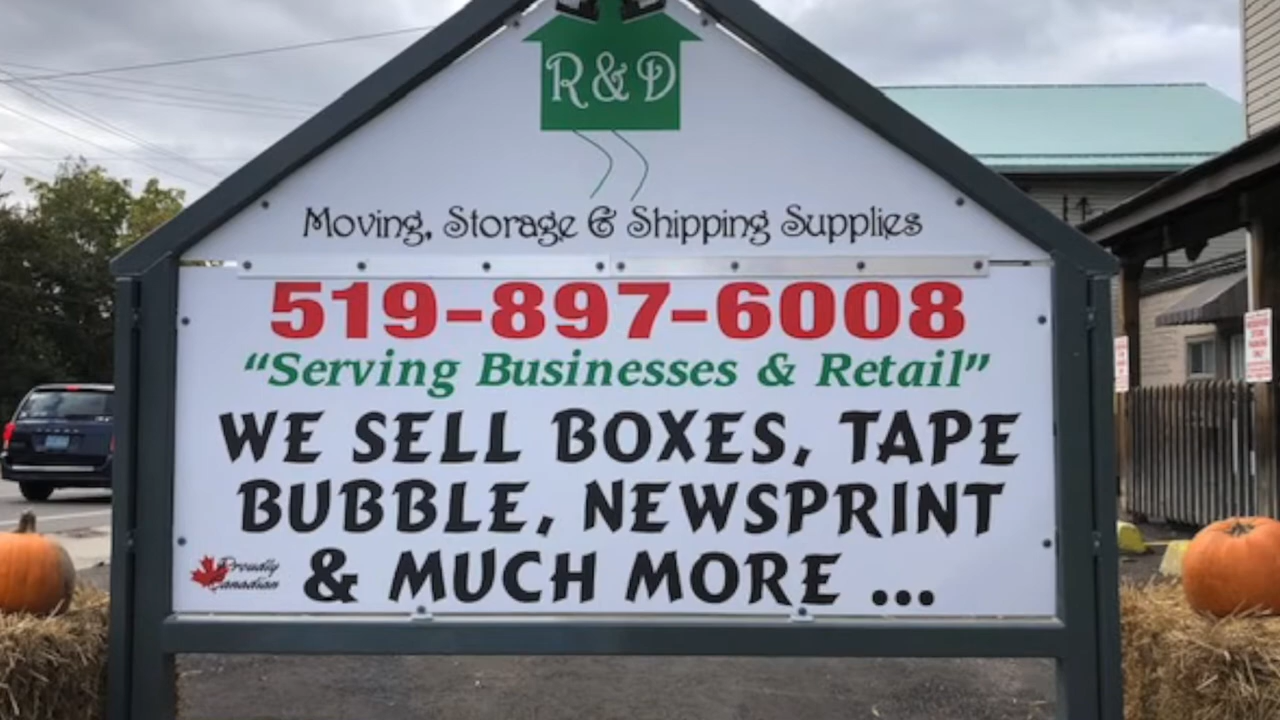 R&D
Moving, Storage & Shipping Supplies
519-897-6008
"Serving Businesses & Retail"
WE SELL BOXES, TAPE
BUBBLE, NEWSPRINT
& MUCH MORE ...
Proudly
Canadian